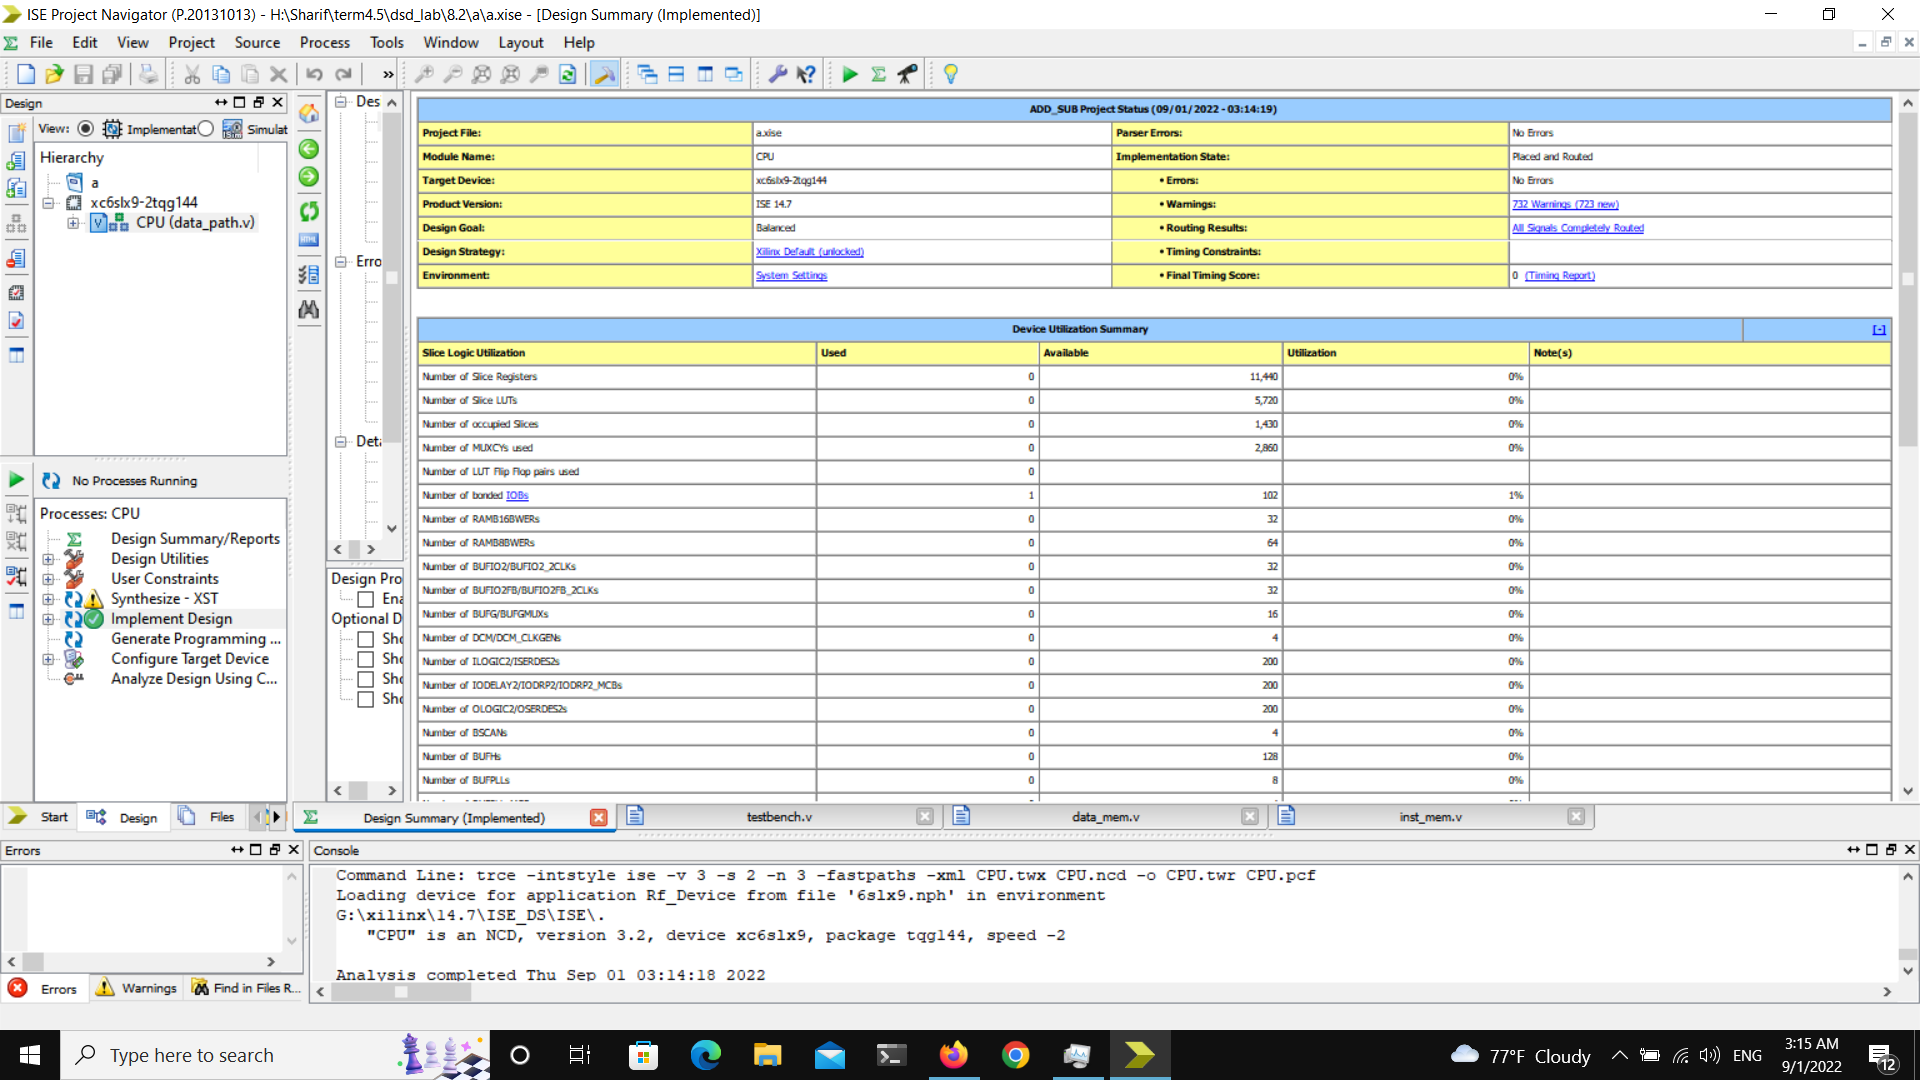 ISE Project Navigator (P.20131013) - H:\Sharif\term4.5\dsd_lab\8.2\a\a.xise - [Design Summary (Implemented)]
File Edit View Project Source Process Tools Window Layout Help
Design
View: Implementat Simulat
Hierarchy
a
xc6slx9-2tqg144
CPU (data_path.v)
No Processes Running
Processes: CPU
Design Summary/Reports
Design Utilities
User Constraints
Synthesize - XST
Implement Design
Generate Programming ...
Configure Target Device
Analyze Design Using C...
Start Design Files
Des
Erro
Deta
Design Pro
Ena
Optional D
Sho
Sho
Sho
Sho
ADD_SUB Project Status (09/01/2022 - 03:14:19)
Project File: a.xise Parser Errors: No Errors
Module Name: CPU Implementation State: Placed and Routed
Target Device: xc6slx9-2tqg144 • Errors: No Errors
Product Version: ISE 14.7 • Warnings: 732 Warnings (723 new)
Design Goal: Balanced • Routing Results: All Signals Completely Routed
Design Strategy: Xilinx Default (unlocked) • Timing Constraints:
Environment: System Settings • Final Timing Score: 0 (Timing Report)
Device Utilization Summary [-]
Slice Logic Utilization Used Available Utilization Note(s)
Number of Slice Registers 0 11,440 0%
Number of Slice LUTs 0 5,720 0%
Number of occupied Slices 0 1,430 0%
Number of MUXCYs used 0 2,860 0%
Number of LUT Flip Flop pairs used 0
Number of bonded IOBs 1 102 1%
Number of RAMB16BWERs 0 32 0%
Number of RAMB8BWERs 0 64 0%
Number of BUFIO2/BUFIO2_2CLKs 0 32 0%
Number of BUFIO2FB/BUFIO2FB_2CLKs 0 32 0%
Number of BUFG/BUFGMUXs 0 16 0%
Number of DCM/DCM_CLKGENs 0 4 0%
Number of ILOGIC2/ISERDES2s 0 200 0%
Number of IODELAY2/IODRP2/IODRP2_MCBs 0 200 0%
Number of OLOGIC2/OSERDES2s 0 200 0%
Number of BSCANs 0 4 0%
Number of BUFHs 0 128 0%
Number of BUFPLLs 0 8 0%
Design Summary (Implemented) testbench.v data_mem.v inst_mem.v
Errors
Errors Warnings Find in Files R...
Console
Command Line: trce -intstyle ise -v 3 -s 2 -n 3 -fastpaths -xml CPU.twx CPU.ncd -o CPU.twr CPU.pcf
Loading device for application Rf_Device from file '6slx9.nph' in environment
G:\xilinx\14.7\ISE_DS\ISE\.
"CPU" is an NCD, version 3.2, device xc6slx9, package tqg144, speed -2
Analysis completed Thu Sep 01 03:14:18 2022
Type here to search
77°F Cloudy ENG
3:15 AM
9/1/2022
12